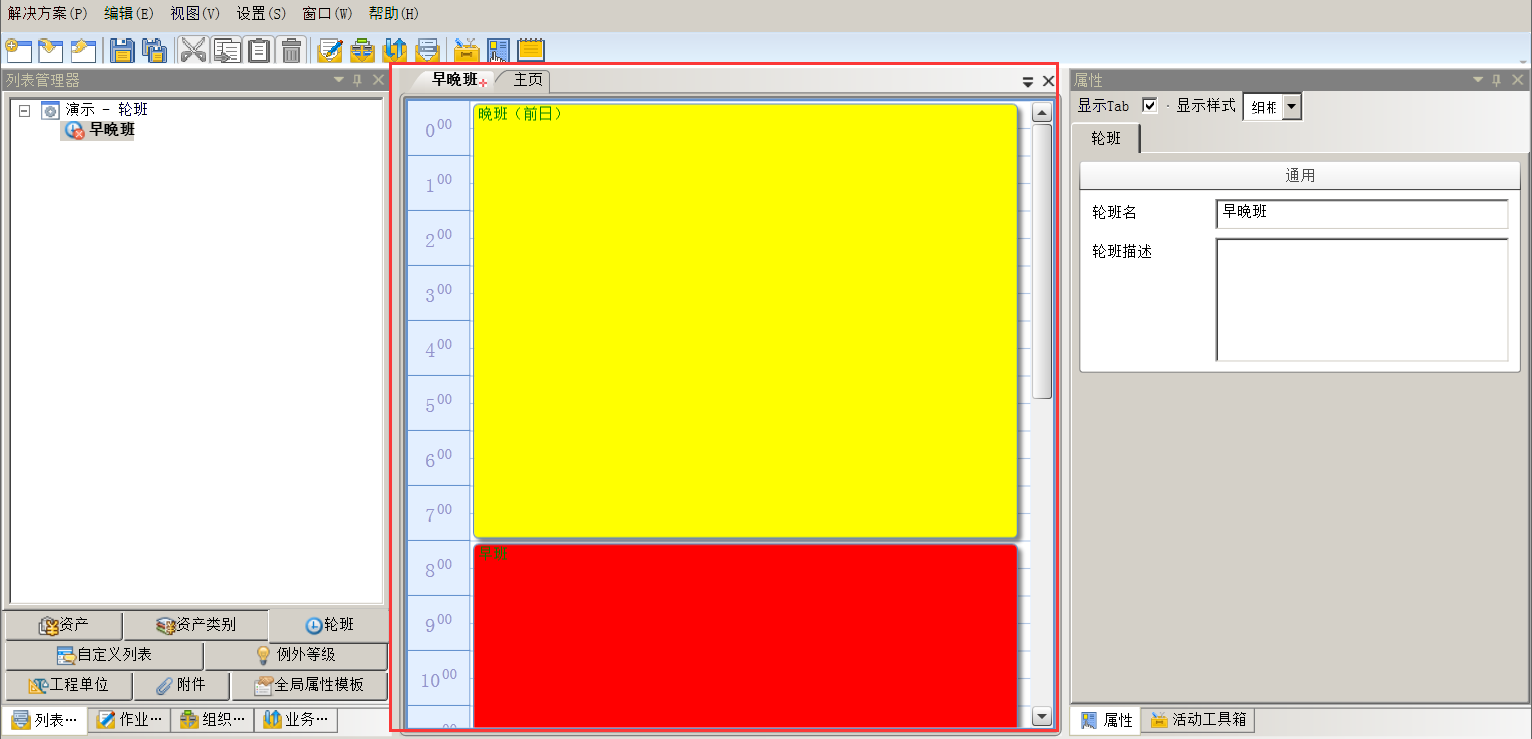 解决方案(P) 编辑(E) 视图(V) 设置(S) 窗口(W) 帮助(H)
列表管理器
演示 - 轮班
早晚班
资产 资产类别 轮班
自定义列表 例外等级
工程单位 附件 全局属性模板
列表… 作业… 组织… 业务…
早晚班 主页
晚班（前日）
0 00
1 00
2 00
3 00
4 00
5 00
6 00
7 00
8 00
9 00
10 00
属性
显示Tab · 显示样式
轮班
通用
轮班名 早晚班
轮班描述
属性 活动工具箱